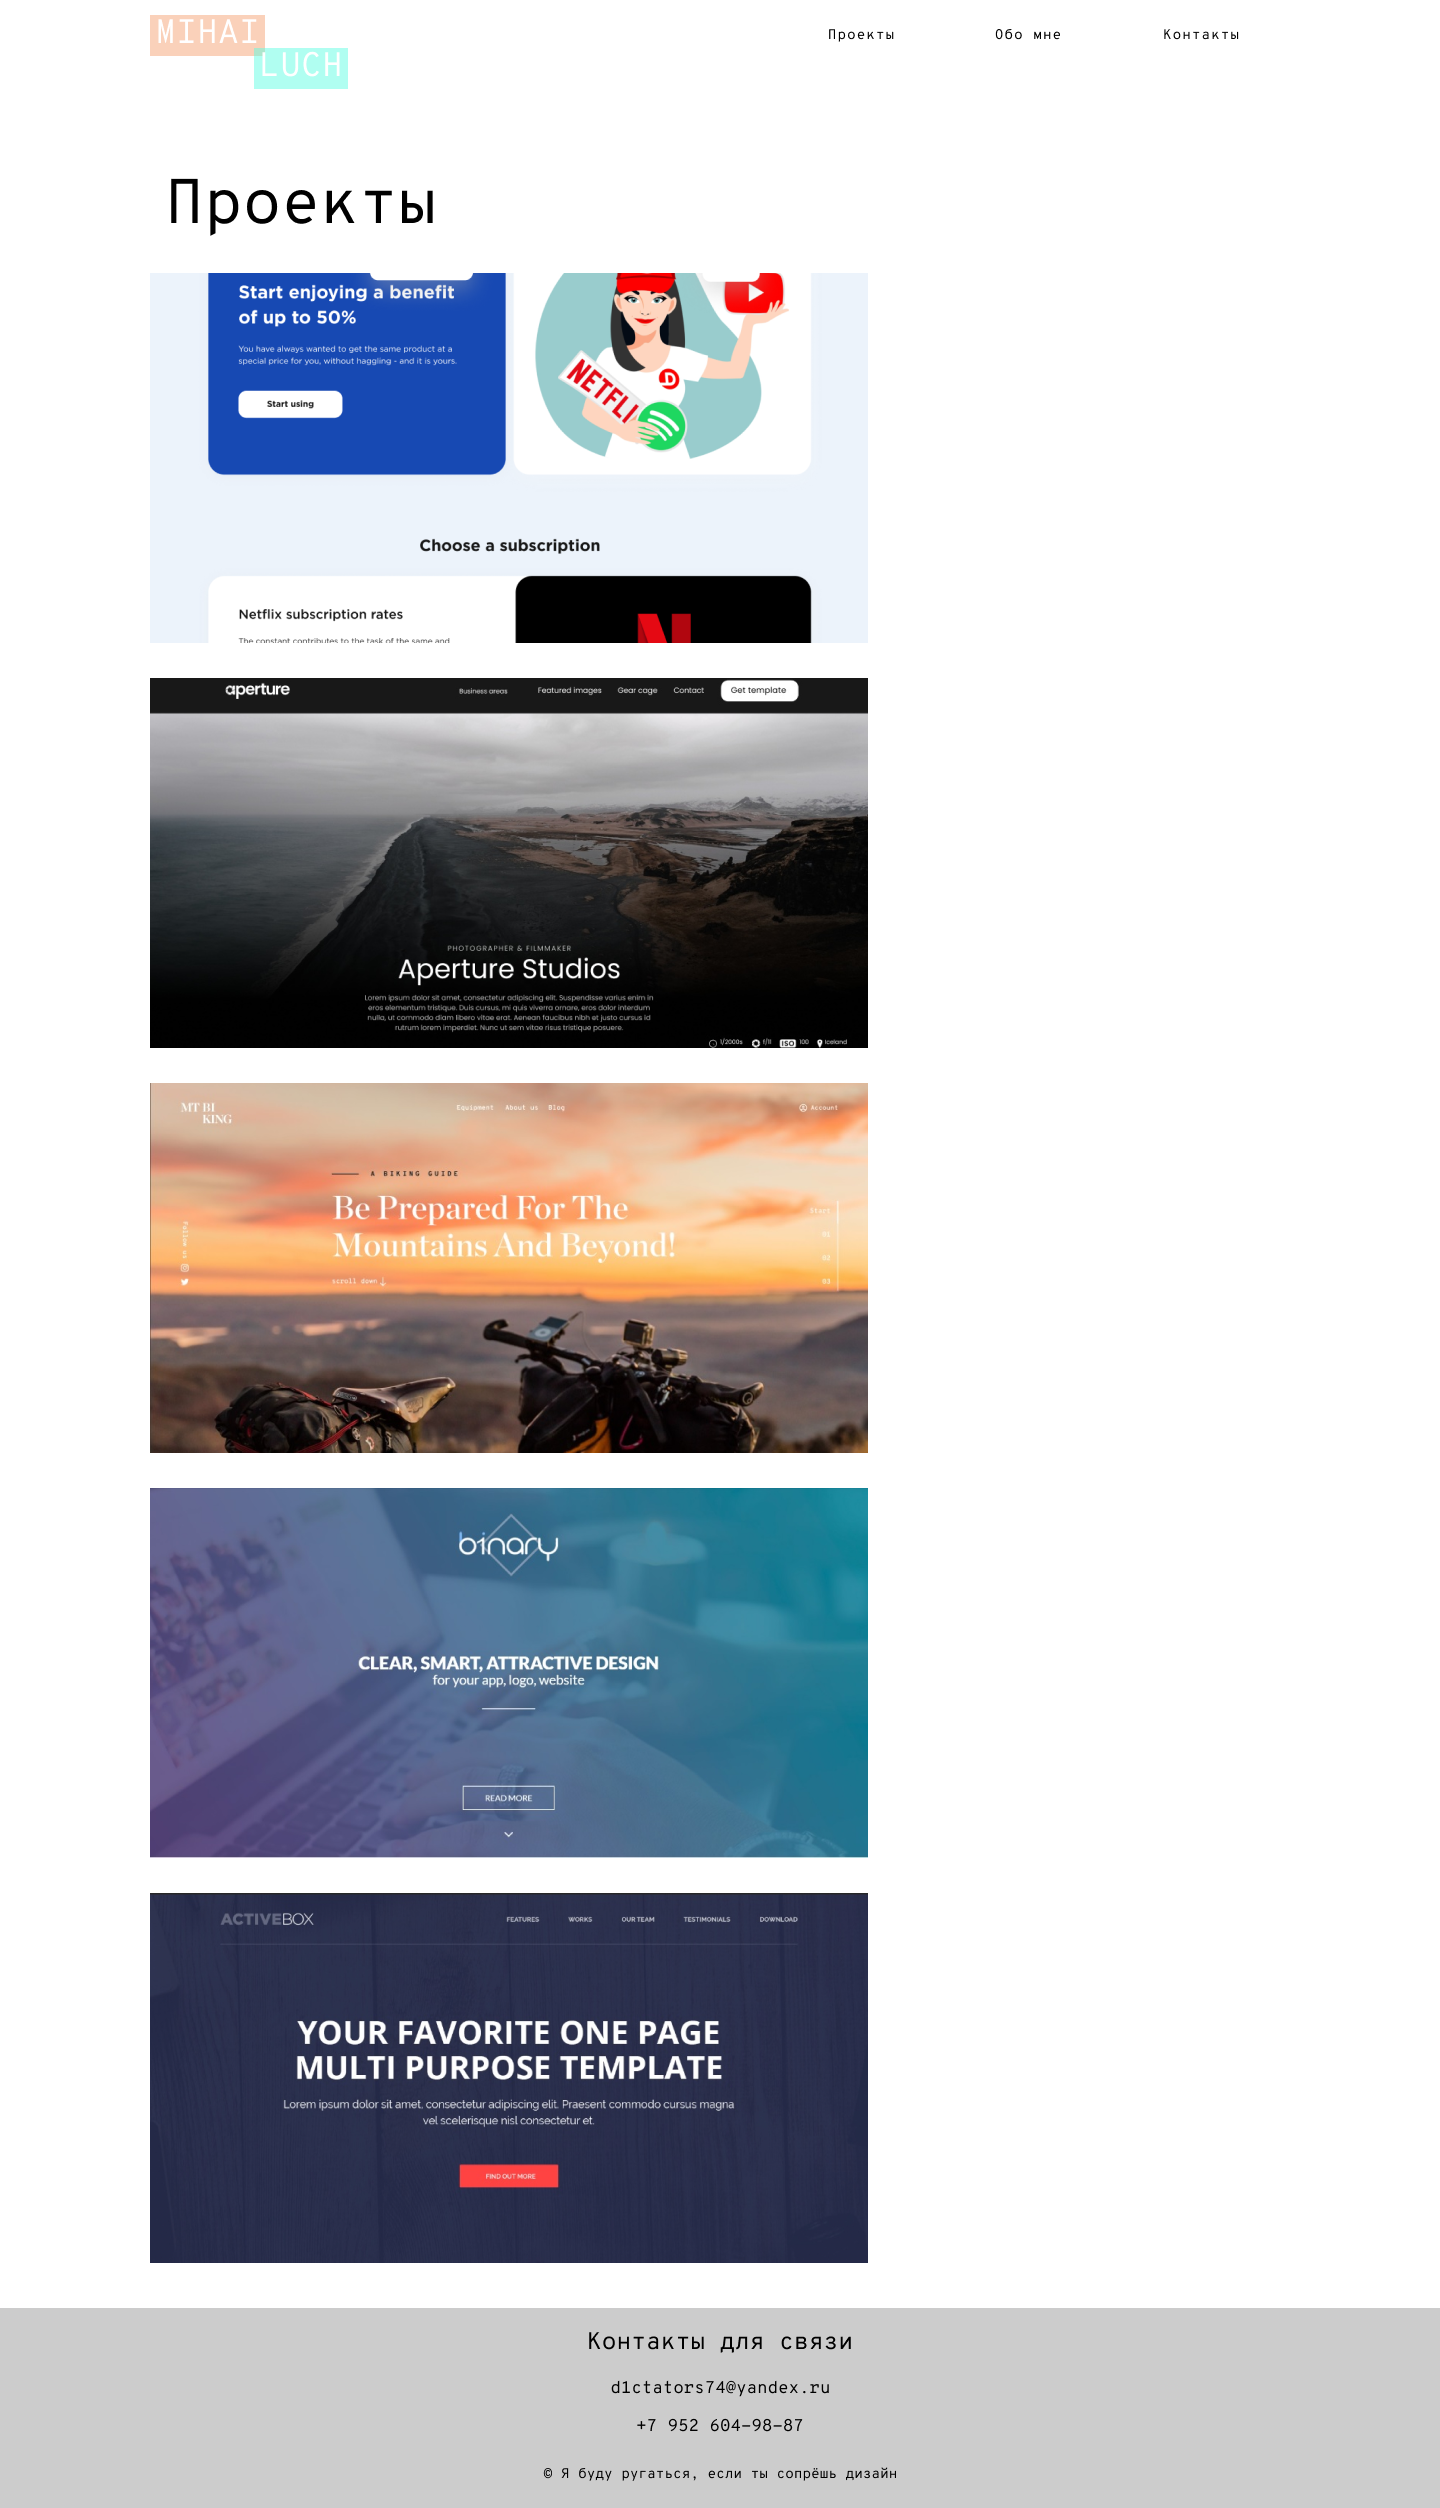 MIHAI
LUCH
Проекты
Обо мне
Контакты
Проекты
Start enjoying a benefit
of up to 50%
You have always wanted to get the same product at a
special price for you, without haggling - and it is yours.
Start using
NETFLI
Choose a subscription
Netflix subscription rates
The constant contributes to the task of the same and
N
aperture
Business areas
Featured images
Gear cage
Contact
Get template
PHOTOGRAPHER & FILMMAKER
Aperture Studios
Lorem ipsum dolor sit amet, consectetur adipiscing elit. Suspendisse varius enim in
eros elementum tristique. Duis cursus, mi quis viverra ornare, eros dolor interdum
nulla, ut commodo diam libero vitae erat. Aenean faucibus nibh et justo cursus id
rutrum lorem imperdiet. Nunc ut sem vitae risus tristique posuere.
1/2000s
f/11
ISO 100
Iceland
MT BI
KING
Equipment
About us
Blog
Account
A BIKING GUIDE
Be Prepared For The
Mountains And Beyond!
scroll down
Follow us
Start
01
02
03
binary
CLEAR, SMART, ATTRACTIVE DESIGN
for your app, logo, website
READ MORE
ACTIVEBOX
FEATURES
WORKS
OUR TEAM
TESTIMONIALS
DOWNLOAD
YOUR FAVORITE ONE PAGE
MULTI PURPOSE TEMPLATE
Lorem ipsum dolor sit amet, consectetur adipiscing elit. Praesent commodo cursus magna
vel scelerisque nisl consectetur et.
FIND OUT MORE
Контакты для связи
d1ctators74@yandex.ru
+7 952 604-98-87
© Я буду ругаться, если ты сопрёшь дизайн